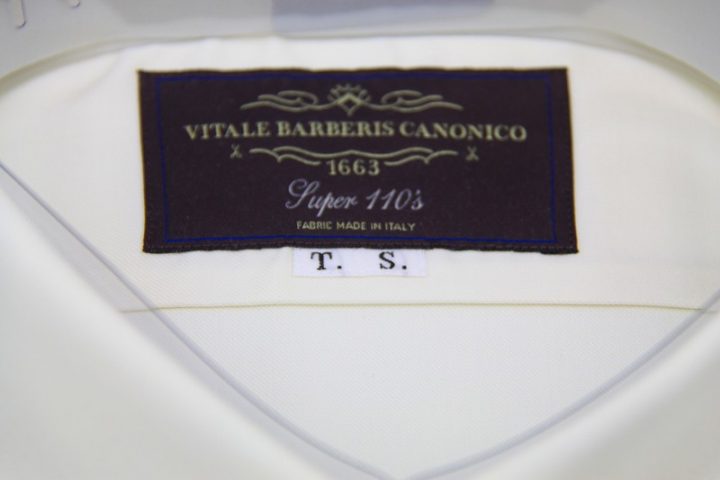 VITALE BARBERIS CANONICO
1663
Super 110's
FABRIC MADE IN ITALY
T. S.